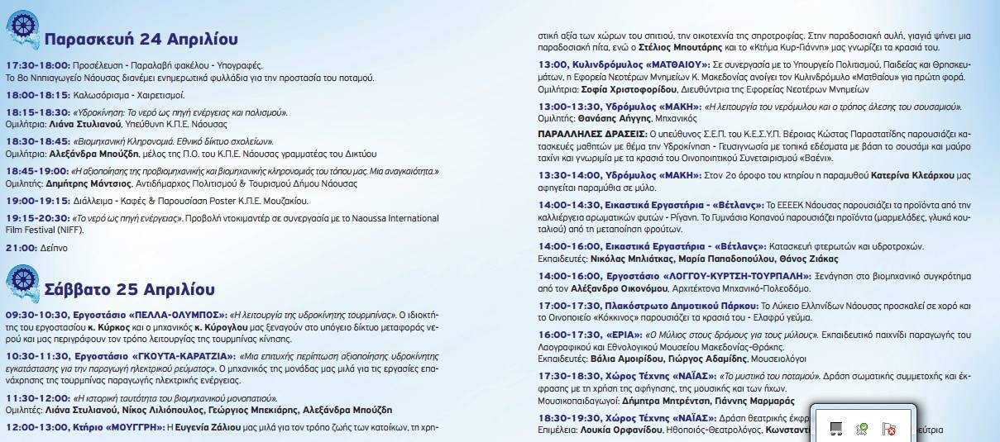 Παρασκευή 24 Απριλίου
17:30-18:00: Προσέλευση - Παραλαβή φακέλου - Υπογραφές.
Το 8ο Νηπιαγωγείο Νάουσας διανέμει ενημερωτικά φυλλάδια για την προστασία του ποταμού.
18:00-18:15: Καλωσόρισμα - Χαιρετισμοί.
18:15-18:30: «Υδροκίνηση: Το νερό ως πηγή ενέργειας και πολισμού».
Ομιλήτρια: Λιάνα Στυλιανού, Υπεύθυνη Κ.Π.Ε. Νάουσας
18:30-18:45: «Βιομηχανική Κληρονομιά. Εθνικό δίκτυο σχολείων».
Ομιλήτρια: Αλεξάνδρα Μπούζδη, μέλος της Π.Ο. του Κ.Π.Ε. Νάουσας γραμματέας του Δικτύου
18:45-19:00: «Η αξιοποίησης της προβιομηχανικής και βιομηχανικής κληρονομιάς του τόπου μας. Μια αναγκαιότητα.»
Ομιλητής: Δημήτρης Μάντσιος, Αντιδήμαρχος Πολιτισμού & Τουρισμού Δήμου Νάουσας
19:00-19:15: Διάλλειμα - Καφές & Παρουσίαση Poster Κ.Π.Ε. Μουζακίου.
19:15-20:30: «Το νερό ως πηγή ενέργειας». Προβολή ντοκιμαντέρ σε συνεργασία με το Naoussa International
Film Festival (NIFF).
21:00: Δείπνο
Σάββατο 25 Απριλίου
09:30-10:30, Εργοστάσιο «ΠΕΛΛΑ-ΟΛΥΜΠΟΣ»: «Η λειτουργία της υδροκίνητης τουρμπίνας». Ο ιδιοκτή-
της του εργοστασίου κ. Κύρκος και ο μηχανικός κ. Κύρογλου μας ξεναγούν στο υπόγειο δίκτυο μεταφοράς νε-
ρού και μας περιγράφουν τον τρόπο λειτουργίας της τουρμπίνας κίνησης.
10:30-11:30, Εργοστάσιο «ΓΚΟΥΤΑ-ΚΑΡΑΤΖΙΑ»: «Μια επιτυχής περίπτωση αξιοποίησης υδροκίνητης
εγκατάστασης για την παραγωγή ηλεκτρικού ρεύματος». Ο μηχανικός της μονάδας μας μιλά για τις εργασίες επα-
νάχρησης της τουρμπίνας παραγωγής ηλεκτρικής ενέργειας.
11:30-12:00: «Η ιστορική ταυτότητα του βιομηχανικού μονοπατιού».
Ομιλητές: Λιάνα Στυλιανού, Νίκος Λιλιόπουλος, Γεώργιος Μπεκιάρης, Αλεξάνδρα Μπούζδη
12:00-13:00, Κτήριο «ΜΟΥΓΓΡΗ»: Η Ευγενία Ζάλιου μας μιλά για τον τρόπο ζωής των κατοίκων, τη χρη-
στική αξία των χώρων του σπιτιού, την οικοτεχνία της σηροτροφίας. Στην παραδοσιακή αυλή, γιαγιά ψήνει μια
παραδοσιακή πίτα, ενώ ο Στέλιος Μπουτάρης και το «Κτήμα Κυρ-Γιάννη» μας γνωρίζει τα κρασιά του.
13:00, Κυλινδρόμυλος «ΜΑΤΘΑΙΟΥ»: Σε συνεργασία με το Υπουργείο Πολιτισμού, Παιδείας και Θρησκευ-
μάτων, η Εφορεία Νεοτέρων Μνημείων Κ. Μακεδονίας ανοίγει τον Κυλινδρόμυλο «Ματθαίου» για πρώτη φορά.
Ομιλήτρια: Σοφία Χριστοφορίδου, Διευθύντρια της Εφορείας Νεοτέρων Μνημείων
13:00-13:30, Υδρόμυλος «ΜΑΚΗ»: «Η λειτουργία του νερόμυλου και ο τρόπος άλεσης του σουσαμιού».
Ομιλητής: Θανάσης Λήγγης, Μηχανικός
ΠΑΡΑΛΛΗΛΕΣ ΔΡΑΣΕΙΣ: Ο υπεύθυνος Σ.Ε.Π. του Κ.Ε.Σ.Υ.Π. Βέροιας Κώστας Παραστατίδης παρουσιάζει κα-
τασκευές μαθητών με θέμα την Υδροκίνηση - Γευσιγνωσία με τοπικά εδέσματα με βάση το σουσάμι και μαύρο
ταχίνι και γνωριμία με τα κρασιά του Οινοποιητικού Συνεταιρισμού «Βαένι».
13:30-14:00, Υδρόμυλος «ΜΑΚΗ»: Στον 2ο όροφο του κτηρίου η παραμυθού Κατερίνα Κλεάρχου μας
αφηγείται παραμύθια σε μύλο.
14:00-14:30, Εικαστικά Εργαστήρια - «Βέτλανς»: Το ΕΕΕΕΚ Νάουσας παρουσιάζει τα προϊόντα από την
καλλιέργεια αρωματικών φυτών - Ρίγανη. Το Γυμνάσιο Κοπανού παρουσιάζει προϊόντα (μαρμελάδες, γλυκά κου-
ταλιού) από τη μεταποίηση φρούτων.
14:00-16:00, Εικαστικά Εργαστήρια - «Βέτλανς»: Κατασκευή φτερωτών και υδροτροχών.
Εκπαιδευτές: Νικόλας Μπλιάτκας, Μαρία Παπαδοπούλου, Θάνος Ζιάκας
14:00-16:00, Εργοστάσιο «ΛΟΓΓΟΥ-ΚΥΡΤΣΗ-ΤΟΥΡΠΑΛΗ»: Ξενάγηση στο βιομηχανικό συγκρότημα
από τον Αλέξανδρο Οικονόμου, Αρχιτέκτονα Μηχανικό-Πολεοδόμο.
17:00-17:30, Πλακόστρωτο Δημοτικού Πάρκου: Το Λύκειο Ελληνίδων Νάουσας προσκαλεί σε χορό και
το Οινοποιείο «Κόκκινος» παρουσιάζει τα κρασιά του - Ελαφρύ γεύμα.
16:00-17:30, «ΕΡΙΑ»: «Ο Μύλος στους δρόμους για τους μύλους». Εκπαιδευτικό παιχνίδι παραγωγής του
Λαογραφικού και Εθνολογικού Μουσείου Μακεδονίας-Θράκης.
Εκπαιδευτές: Βάλια Αμοιρίδου, Γιώργος Αδαμίδης, Μουσειολόγοι
17:30-18:30, Χώρος Τέχνης «ΝΑΪΑΣ»: «Το μυστικό του ποταμού». Δράση σωματικής συμμετοχής και έκ-
φρασης με τη χρήση της αφήγησης, της μουσικής και των ήχων.
Μουσικοπαιδαγωγοί: Δήμητρα Μητρέντση, Γιάννης Μαρμαράς
18:30-19:30, Χώρος Τέχνης «ΝΑΪΑΣ»: Δράση θεατρικής έκφρ
Επιμέλεια: Λουκία Ορφανίδου, Ηθοποιός-Θεατρολόγος, Κωνσταντί εύτρια